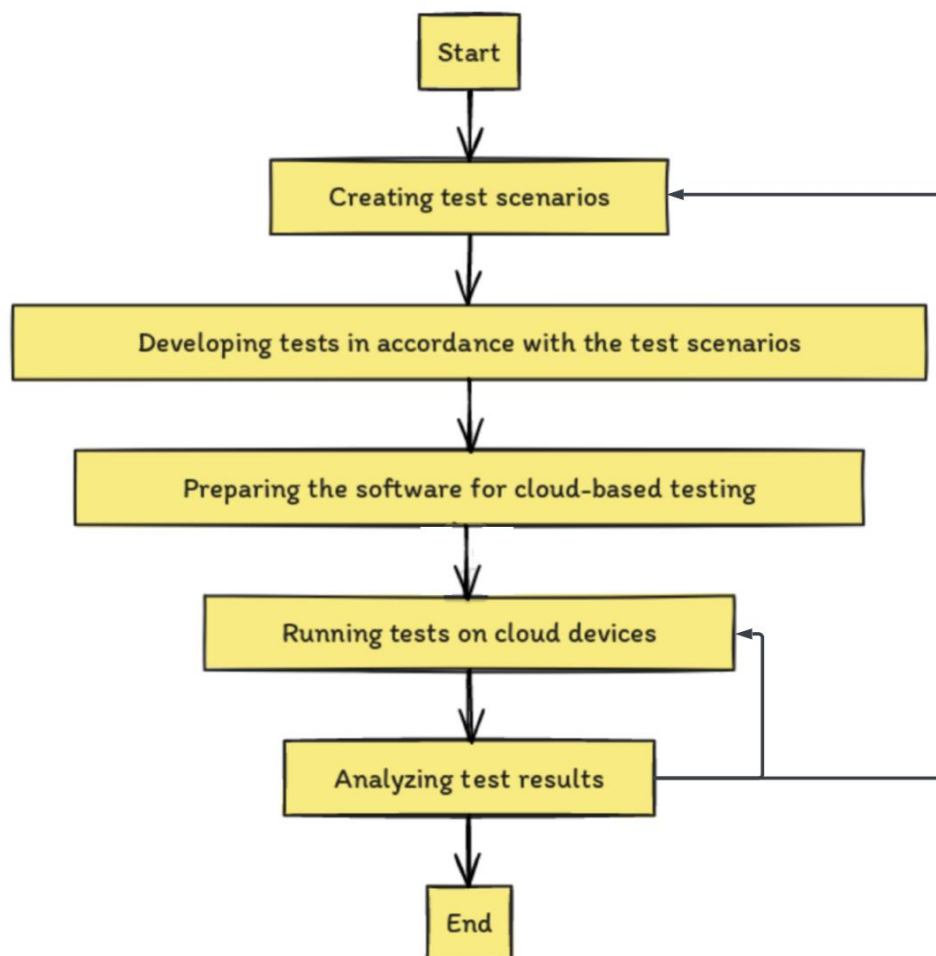 Start
Creating test scenarios
Developing tests in accordance with the test scenarios
Preparing the software for cloud-based testing
Running tests on cloud devices
Analyzing test results
End